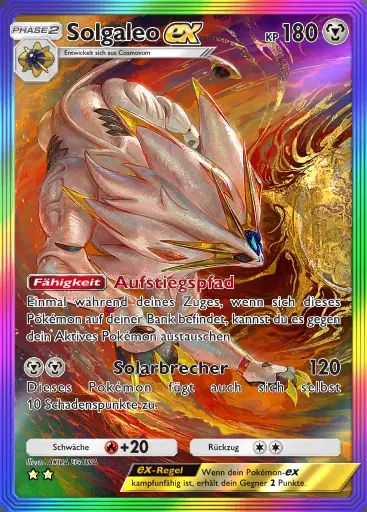 PHASE 2 Solgaleo ex KP 180
Entwickelt sich aus Cosmovum
Fähigkeit Aufstiegspfad
Einmal während deines Zuges, wenn sich dieses
Pokémon auf deiner Bank befindet, kannst du es gegen
dein Aktives Pokémon austauschen.
Solarbrecher 120
Dieses Pokémon fügt auch sich selbst
10 Schadenspunkte zu.
Schwäche +20 Rückzug
Illustr. AKIRA EGAWA
ex-Regel Wenn dein Pokémon-ex
kampfunfähig ist, erhält dein Gegner 2 Punkte.